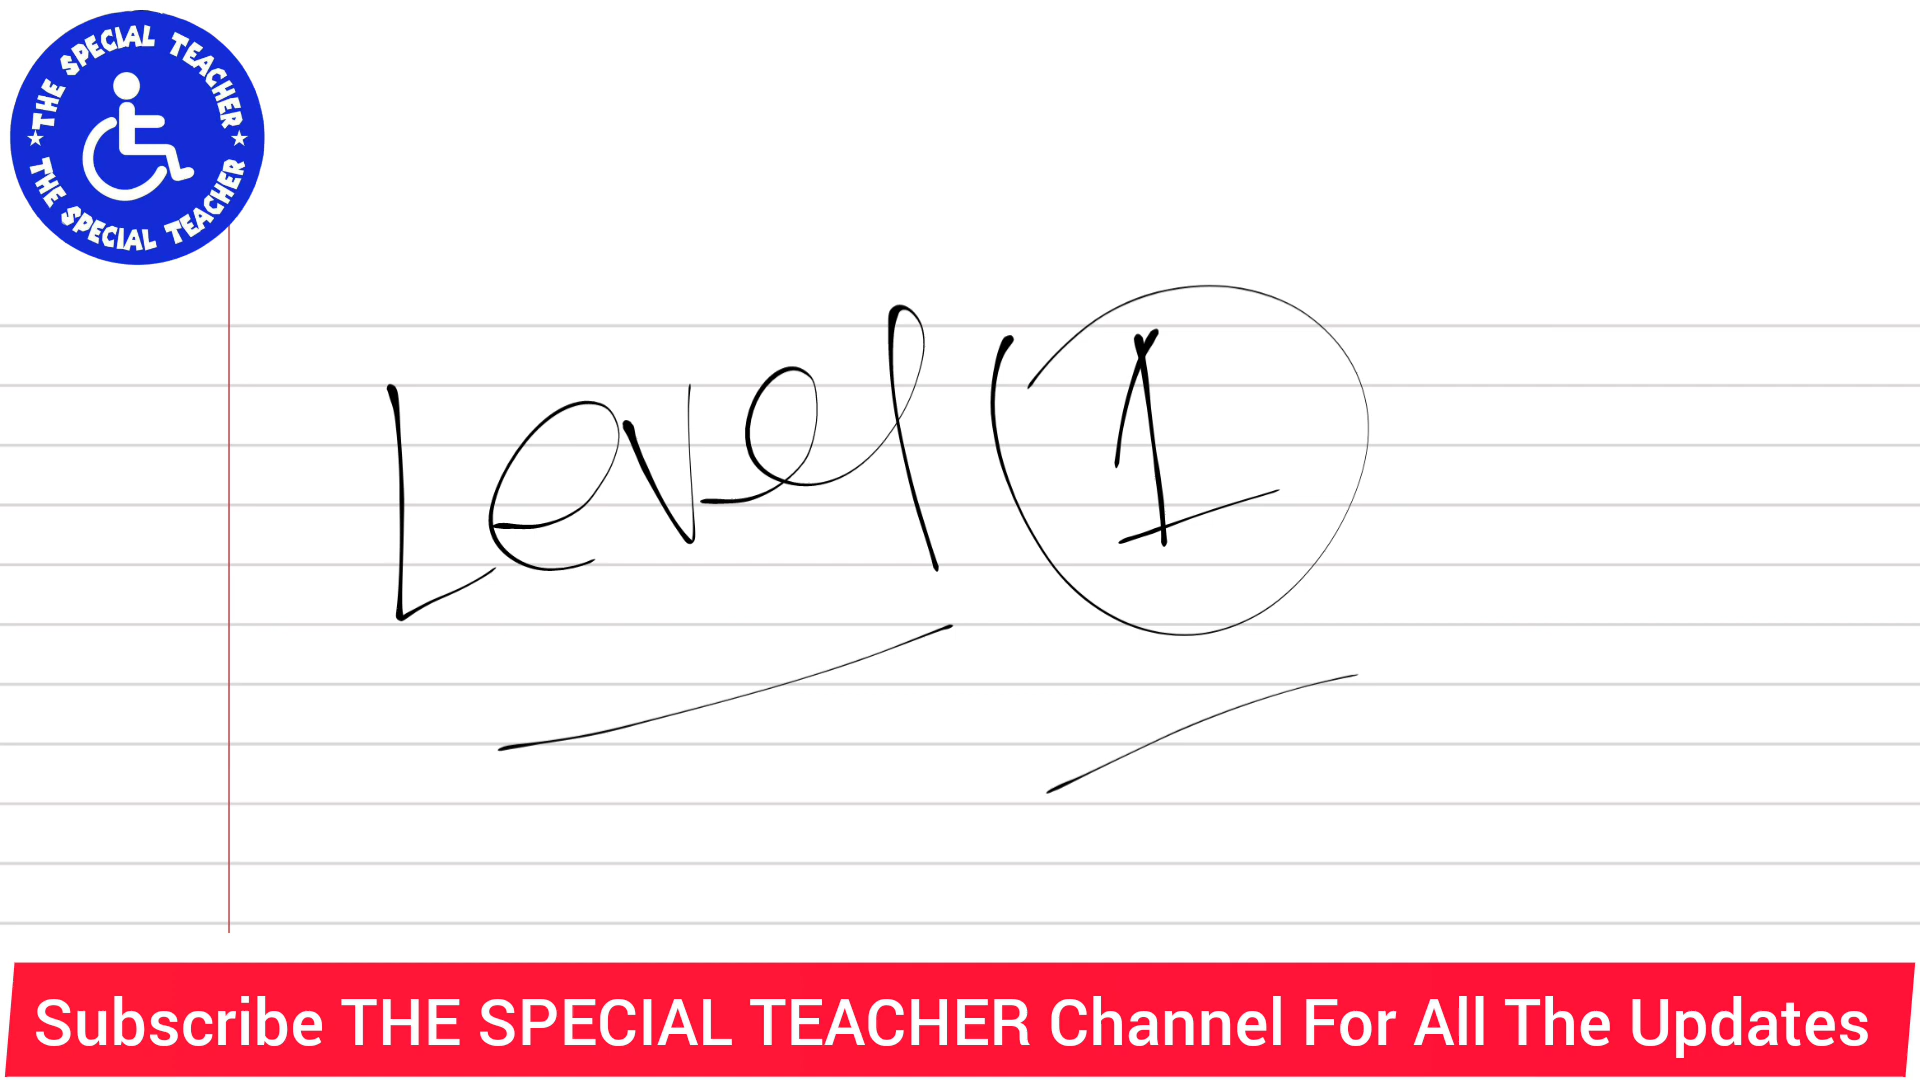 THE SPECIAL TEACHER
THE SPECIAL TEACHER
Level 1
Subscribe THE SPECIAL TEACHER Channel For All The Updates